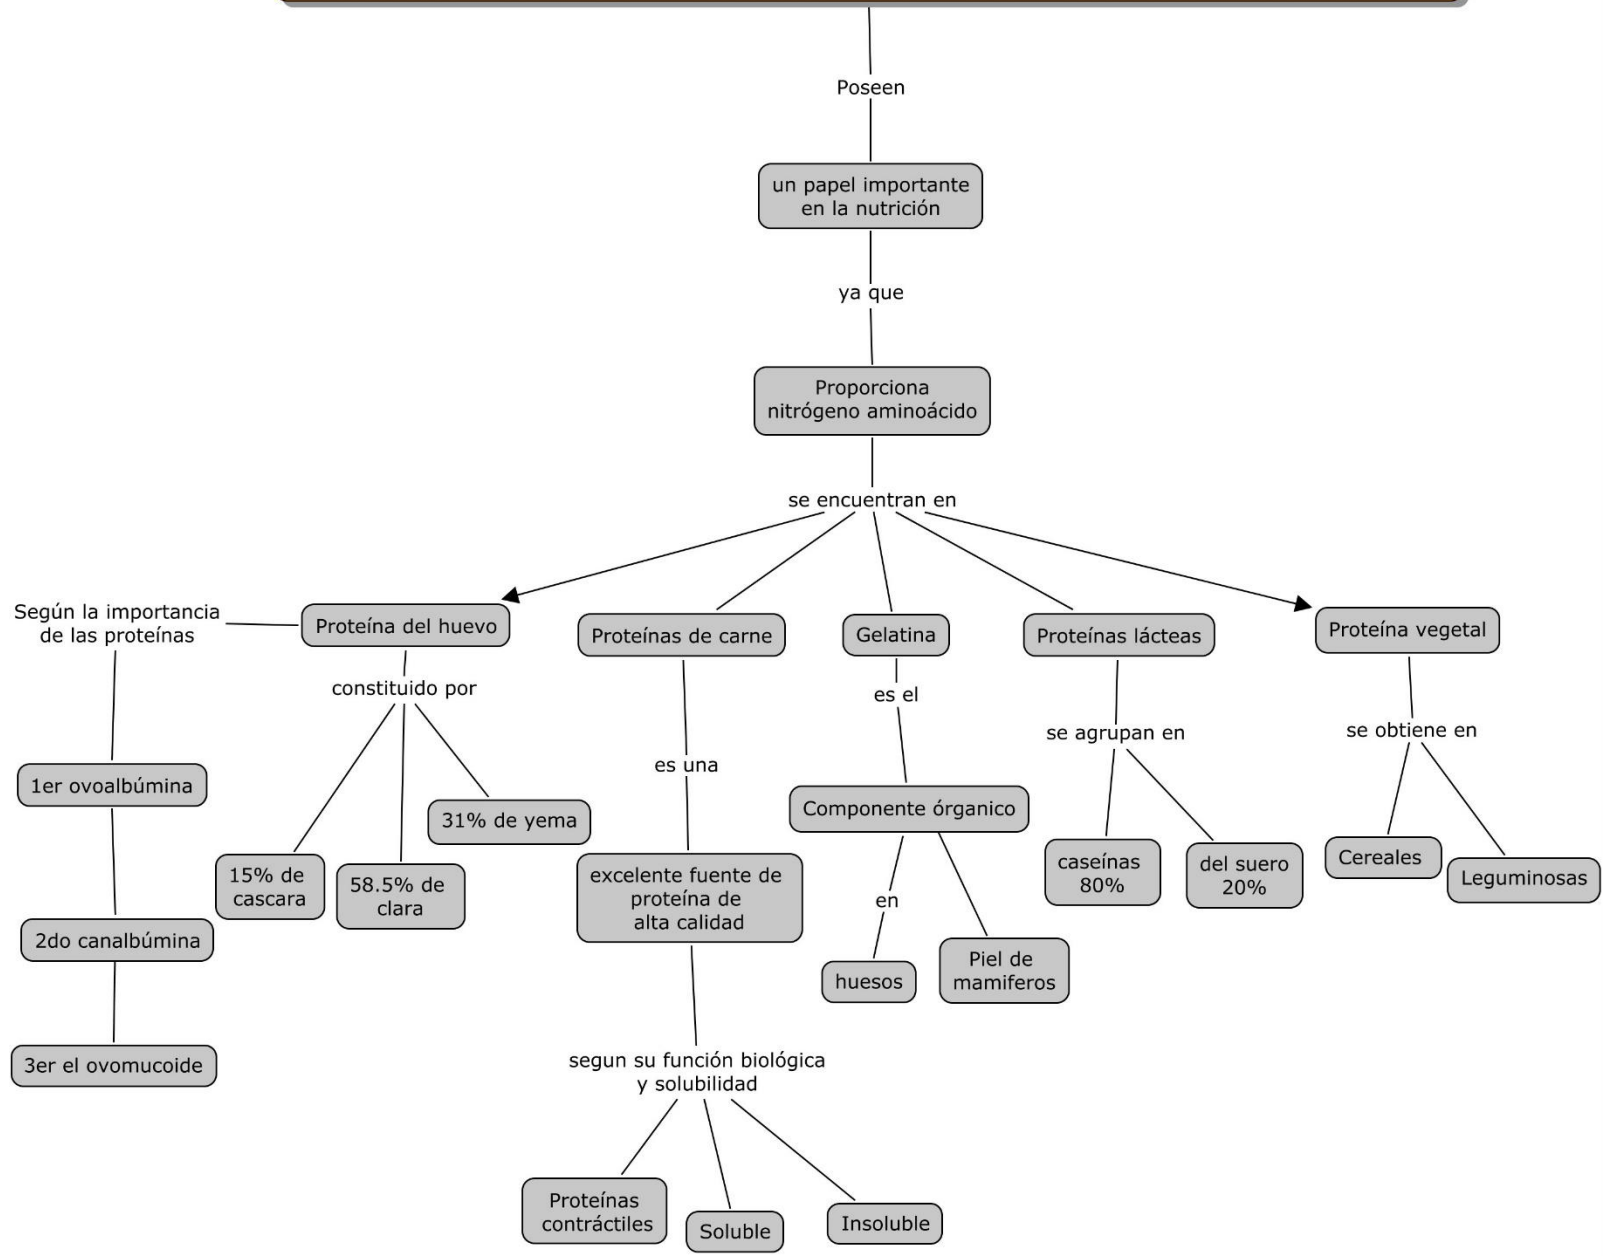 Poseen
un papel importante
en la nutrición
ya que
Proporciona
nitrógeno aminoácido
se encuentran en
Según la importancia
de las proteínas
Proteína del huevo
Proteínas de carne
Gelatina
Proteínas lácteas
Proteína vegetal
constituido por
es el
se agrupan en
se obtiene en
es una
1er ovoalbúmina
31% de yema
Componente órganico
15% de
cascara
58.5% de
clara
excelente fuente de
proteína de
alta calidad
caseínas
80%
del suero
20%
Cereales
Leguminosas
en
2do canalbúmina
huesos
Piel de
mamiferos
3er el ovomucoide
segun su función biológica
y solubilidad
Proteínas
contráctiles
Soluble
Insoluble